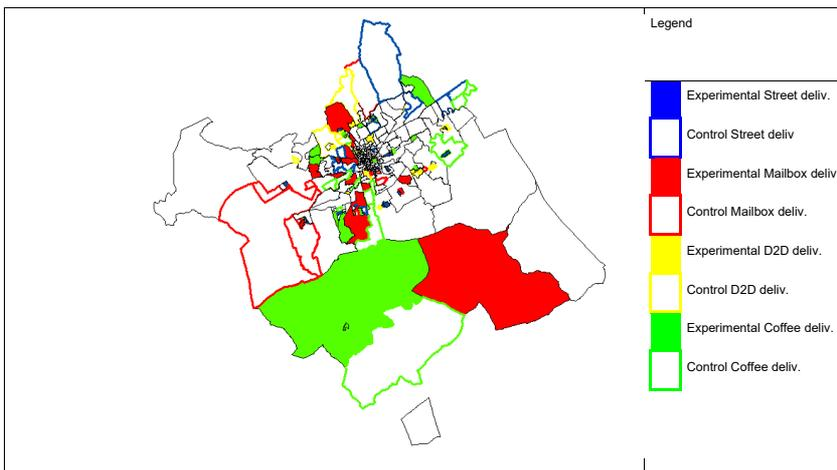 Legend
Experimental Street deliv.
Control Street deliv
Experimental Mailbox deliv
Control Mailbox deliv.
Experimental D2D deliv.
Control D2D deliv.
Experimental Coffee deliv.
Control Coffee deliv.